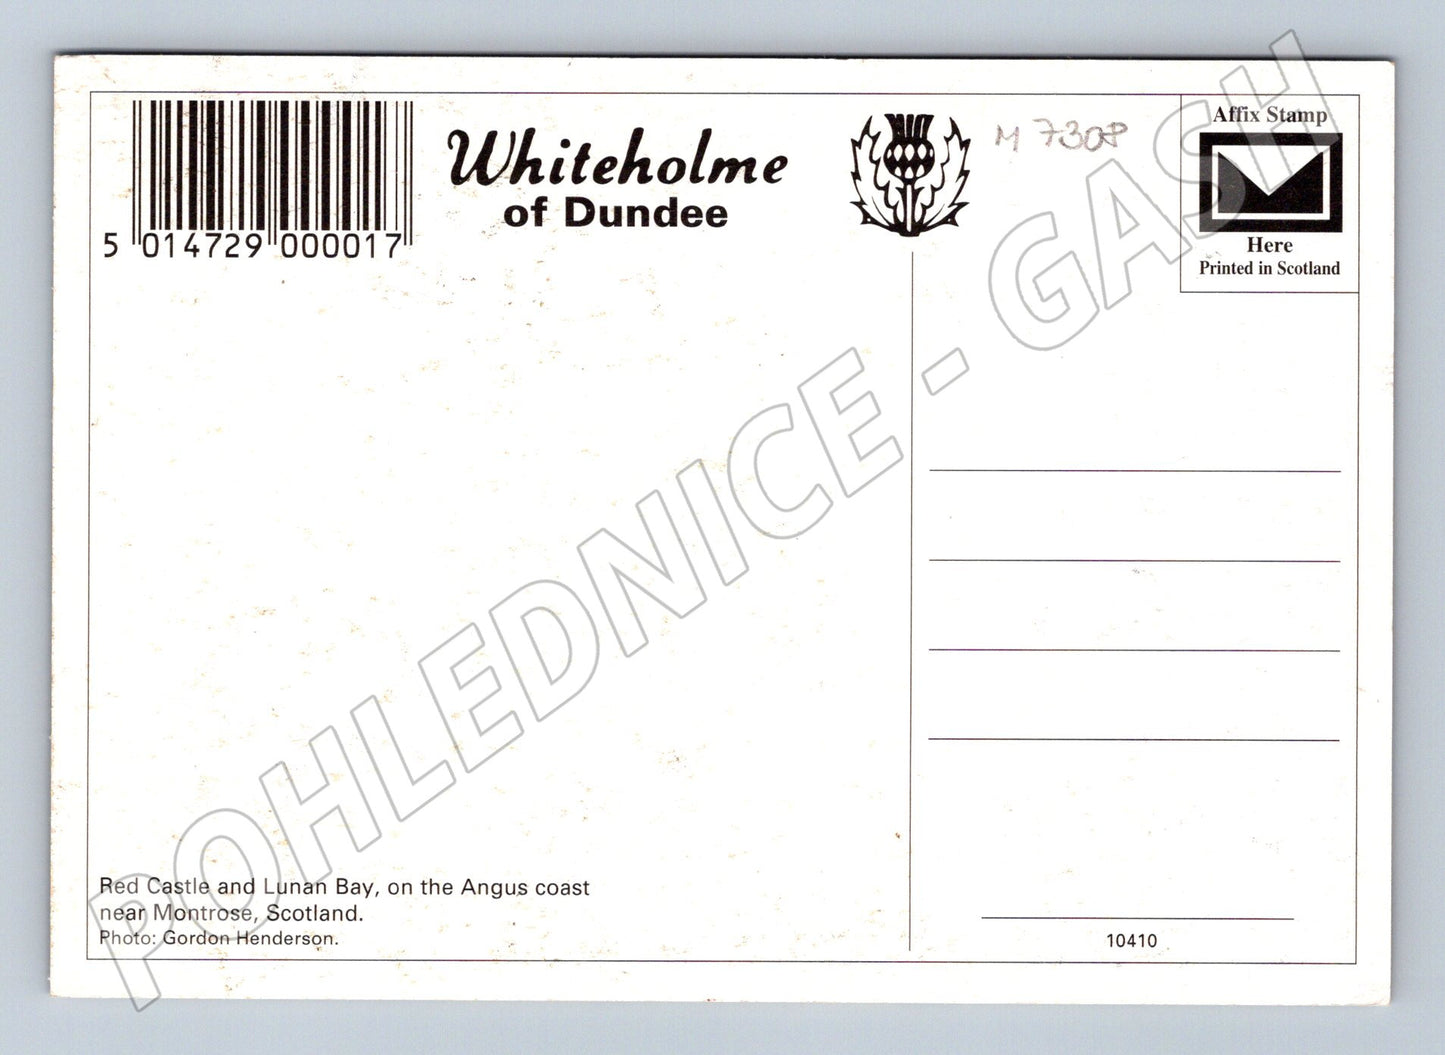 5 014729 000017
Whiteholme
of Dundee
M 7308
Affix Stamp
Here
Printed in Scotland
POHLEDNICE - GASH
Red Castle and Lunan Bay, on the Angus coast
near Montrose, Scotland.
Photo: Gordon Henderson.
10410